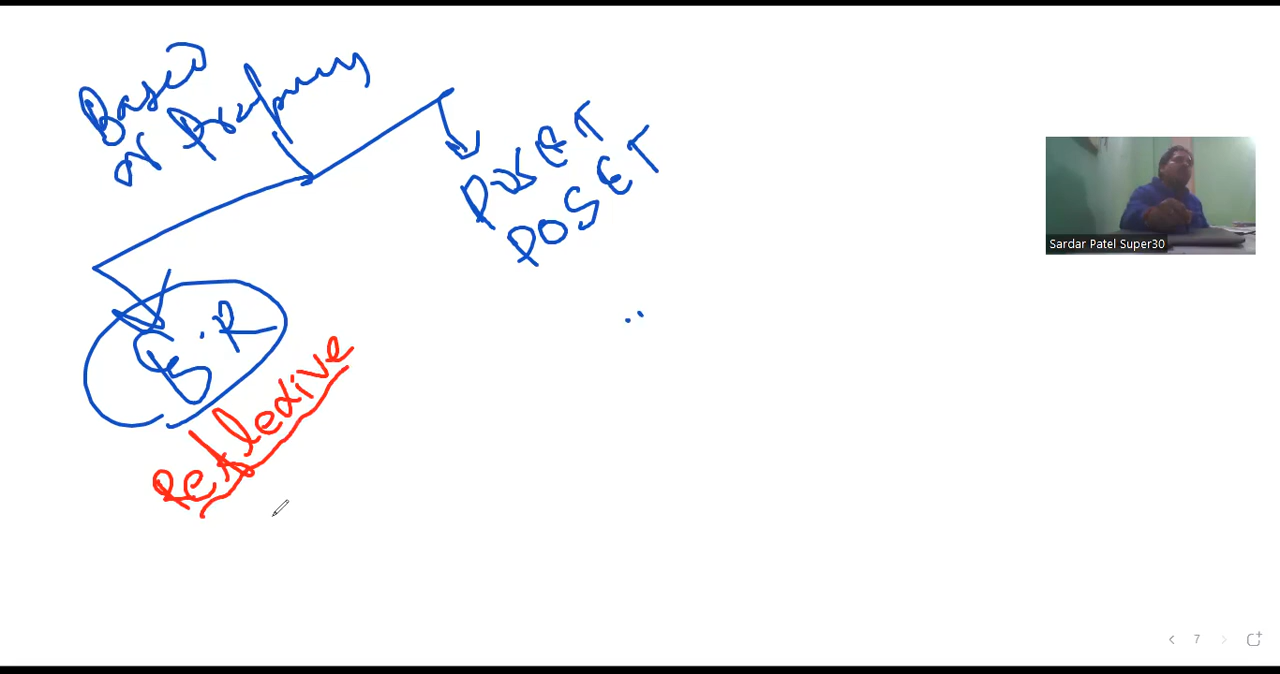 Based
on Property
POSET
POSET
E.R
Reflexive
Sardar Patel Super30
7